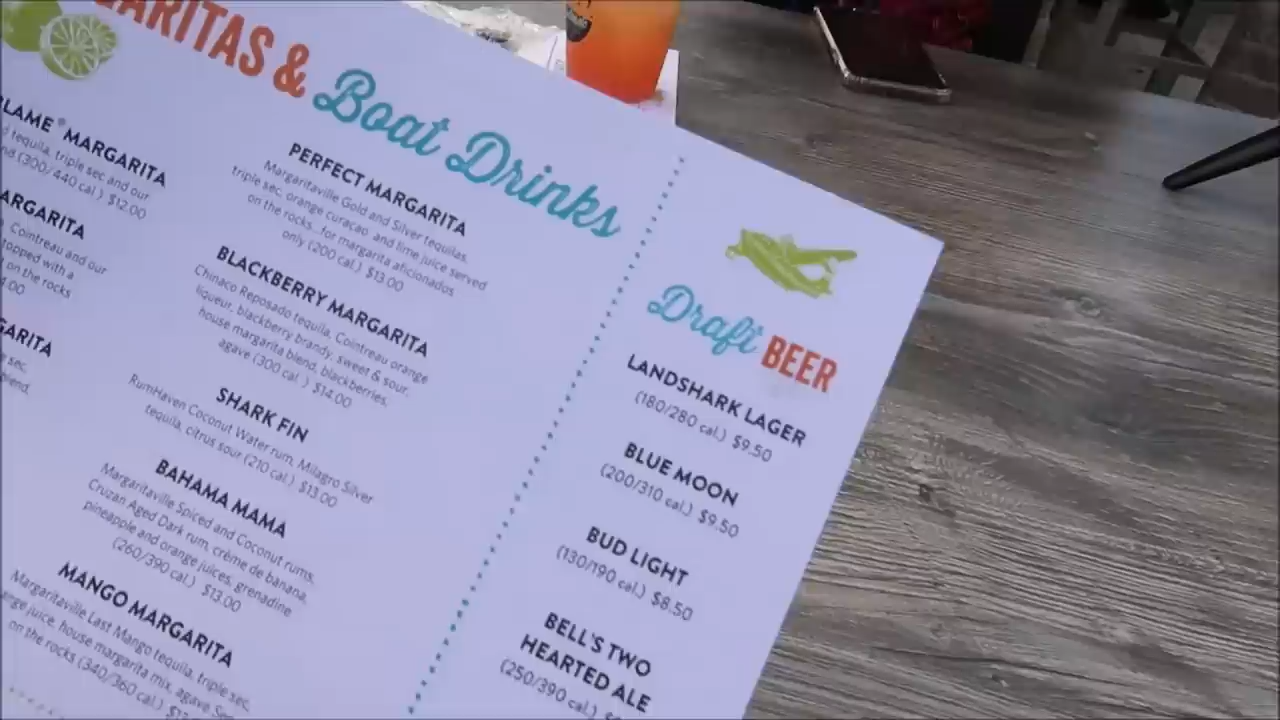 ARITAS & Boat Drinks
LAME® MARGARITA
tequila, triple sec and our
(300/440 cal.) $12.00
ARGARITA
Cointreau and our
topped with a
on the rocks
4.00
GARITA
sec,
blend,
PERFECT MARGARITA
Margaritaville Gold and Silver tequilas,
triple sec, orange curacao, and lime juice served
on the rocks...for margarita aficionados
only (200 cal.) $13.00
BLACKBERRY MARGARITA
Chinaco Reposado tequila, Cointreau orange
liqueur, blackberry brandy, sweet & sour,
house margarita blend, blackberries,
agave (300 cal.) $14.00
SHARK FIN
RumHaven Coconut Water rum, Milagro Silver
tequila, citrus sour (210 cal.) $13.00
BAHAMA MAMA
Margaritaville Spiced and Coconut rums,
Cruzan Aged Dark rum, crème de banana,
pineapple and orange juices, grenadine
(260/390 cal.) $13.00
MANGO MARGARITA
Margaritaville Last Mango tequila, triple sec,
juice, house margarita mix, agave
on the rocks (340/360 cal.)
Draft BEER
LANDSHARK LAGER
(180/280 cal.) $9.50
BLUE MOON
(200/310 cal.) $9.50
BUD LIGHT
(130/190 cal.) $8.50
BELL'S TWO
HEARTED ALE
(250/390 cal.)